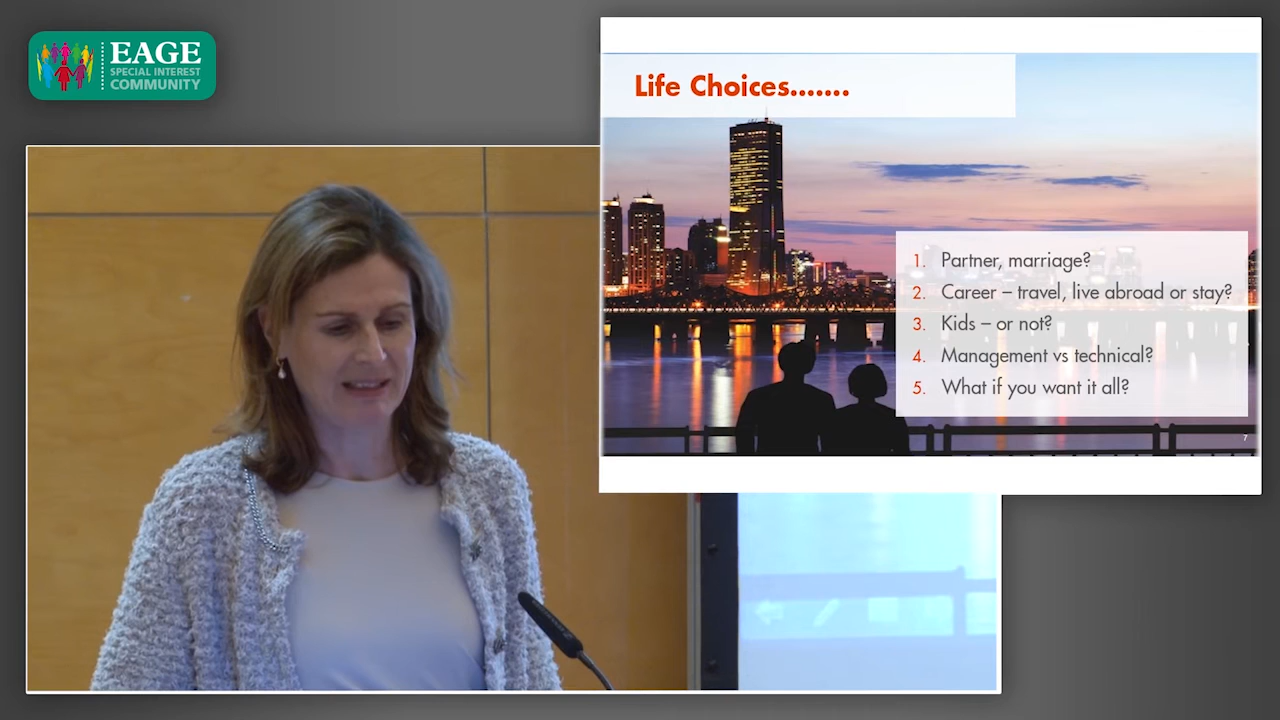 EAGE
SPECIAL INTEREST
COMMUNITY
Life Choices.......
1. Partner, marriage?
2. Career – travel, live abroad or stay?
3. Kids – or not?
4. Management vs technical?
5. What if you want it all?
7